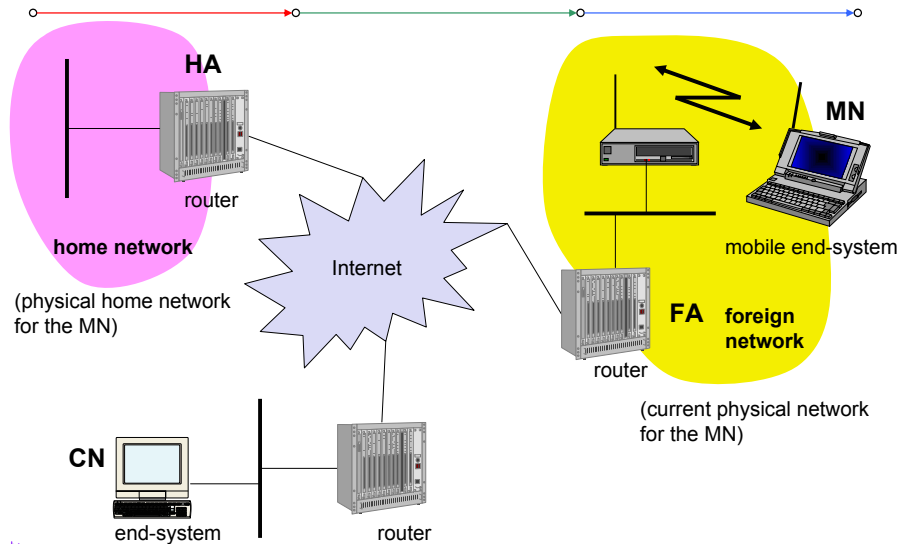 HA
router
home network
(physical home network
for the MN)
Internet
MN
mobile end-system
FA
foreign
network
router
(current physical network
for the MN)
CN
end-system
router